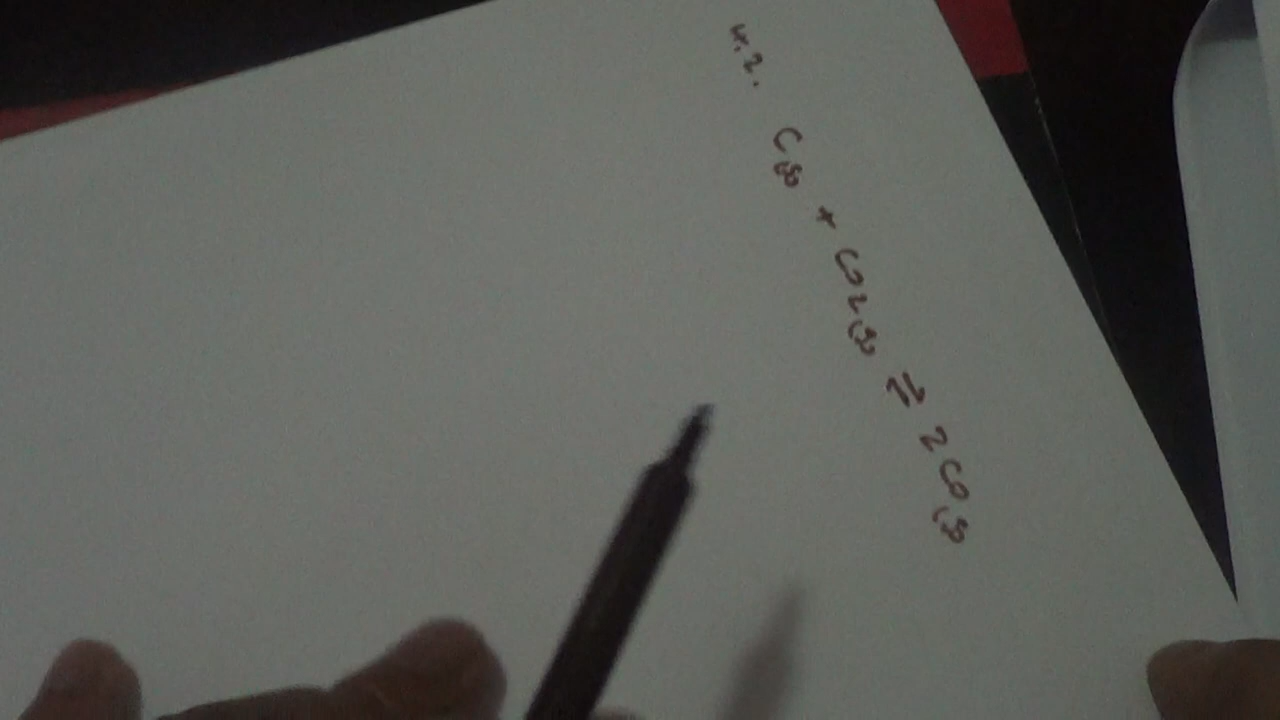 4.2. C(g) + CO2(g) ⇌ 2CO(g)